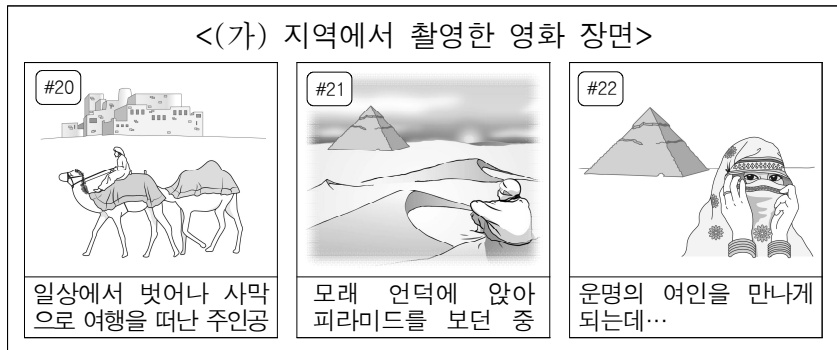 <(가) 지역에서 촬영한 영화 장면>
#20
#21
#22
일상에서 벗어나 사막
으로 여행을 떠난 주인공
모래 언덕에 앉아
피라미드를 보던 중
운명의 여인을 만나게
되는데…